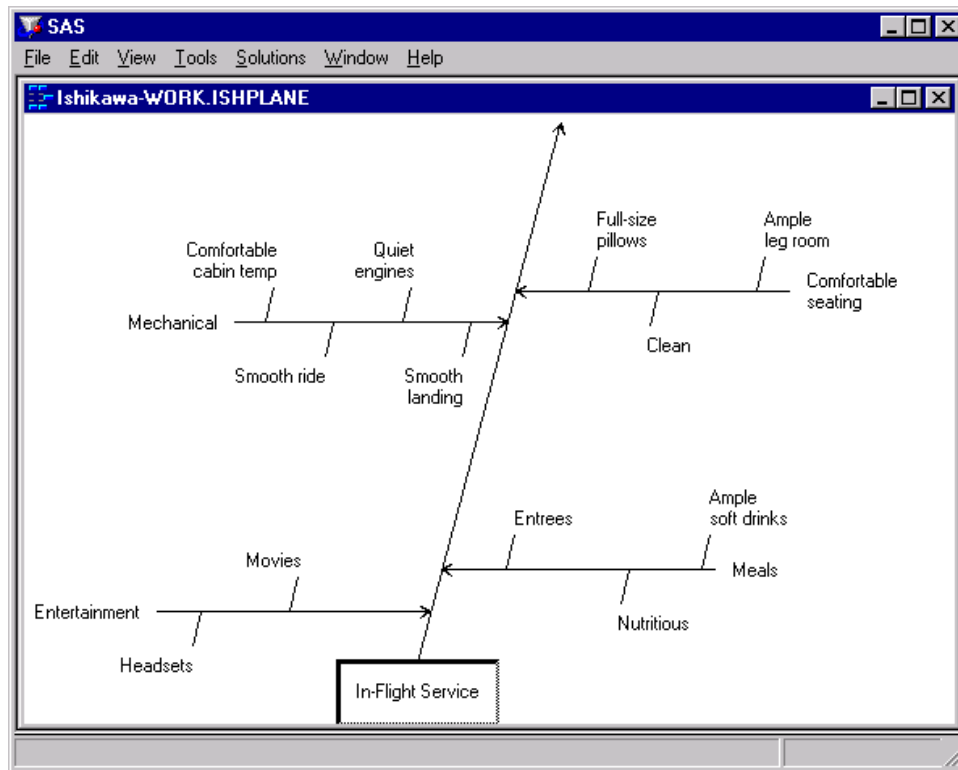 SAS
File Edit View Tools Solutions Window Help
Ishikawa-WORK.ISHPLANE
Comfortable
cabin temp
Quiet
engines
Full-size
pillows
Ample
leg room
Comfortable
seating
Mechanical
Clean
Smooth ride
Smooth
landing
Entrees
Ample
soft drinks
Movies
Meals
Entertainment
Nutritious
Headsets
In-Flight Service